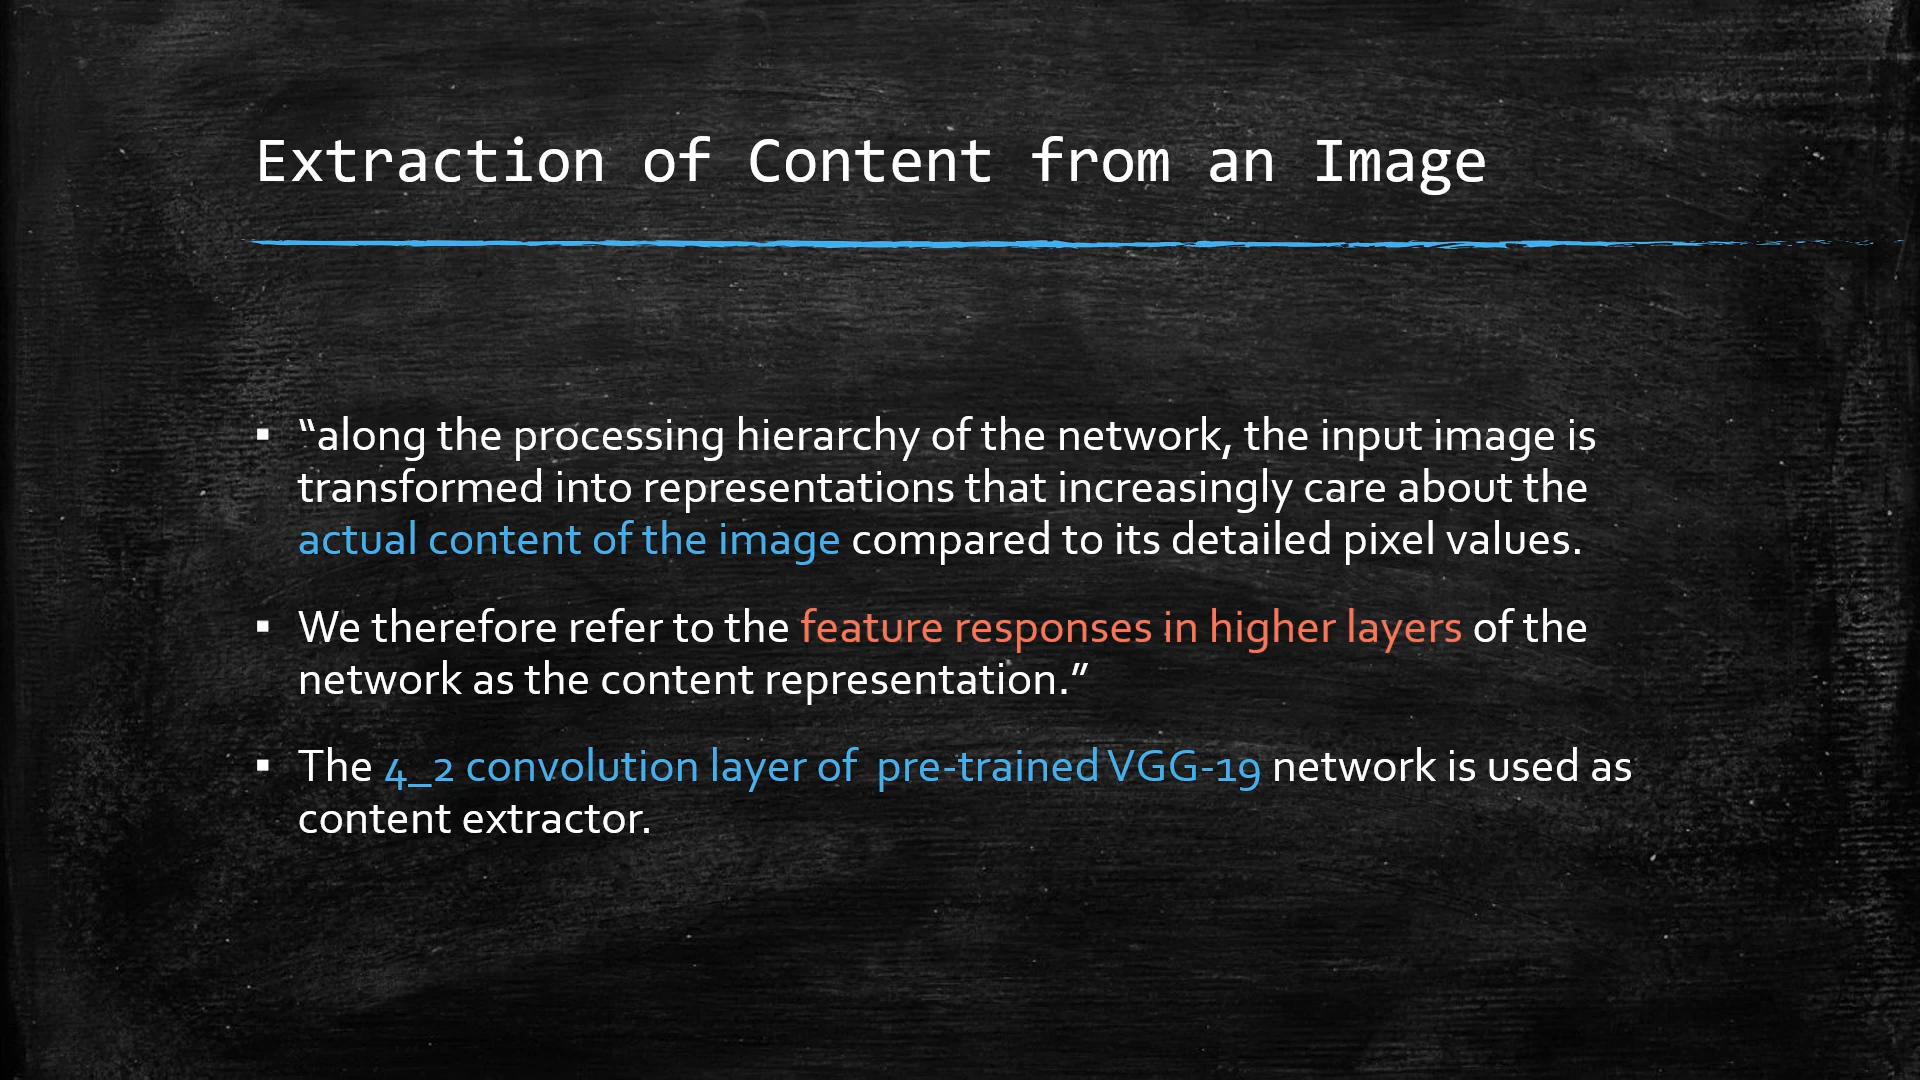 Extraction of Content from an Image
▪ “along the processing hierarchy of the network, the input image is
transformed into representations that increasingly care about the
actual content of the image compared to its detailed pixel values.
▪ We therefore refer to the feature responses in higher layers of the
network as the content representation.”
▪ The 4_2 convolution layer of  pre-trained VGG-19 network is used as
content extractor.